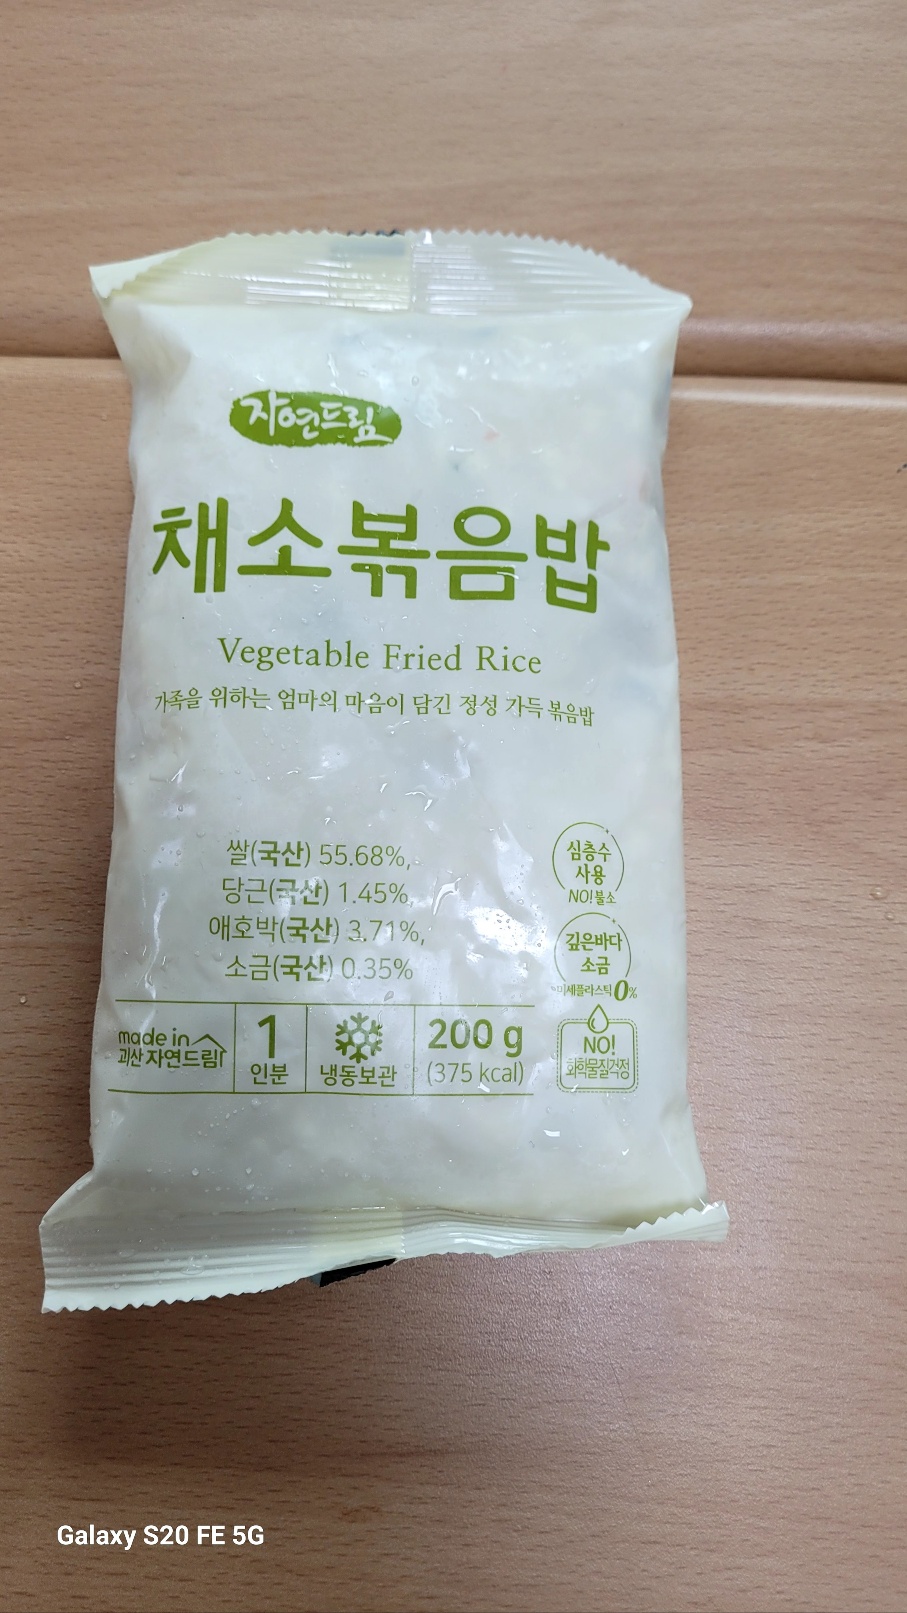 자연드림
채소볶음밥
Vegetable Fried Rice
가족을 위하는 엄마의 마음이 담긴 정성 가득 볶음밥
쌀(국산) 55.68%,
당근(국산) 1.45%,
애호박(국산) 3.71%,
소금(국산) 0.35%
심층수
사용
NO!불소
깊은바다
소금
미세플라스틱 0%
made in
괴산자연드림
1
인분
냉동보관
200 g
(375 kcal)
NO!
화학물질걱정
Galaxy S20 FE 5G